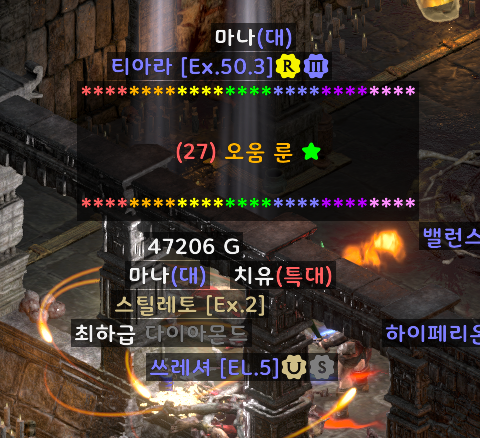 마나(대)
티아라 [Ex.50.3] R m
****************************
(27) 오움 룬 ★
****************************
밸런스
47206 G
마나(대) 치유(특대)
스틸레토 [Ex.2]
최하급 다이아몬드
하이페리온
쓰레셔 [EL.5] U S